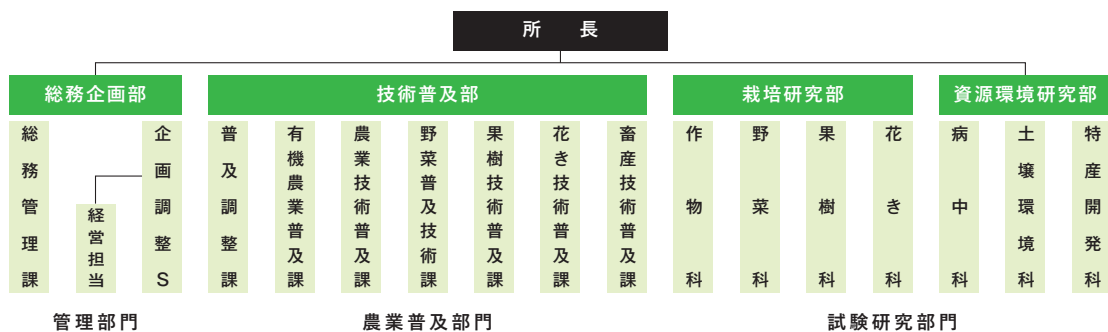 所　長
総務企画部
技術普及部
栽培研究部
資源環境研究部
総務管理課
経営担当
企画調整S
普及調整課
有機農業普及課
農業技術普及課
野菜普及技術課
果樹技術普及課
花き技術普及課
畜産技術普及課
作物科
野菜科
果樹科
花き科
病中科
土壌環境科
特産開発科
管理部門
農業普及部門
試験研究部門